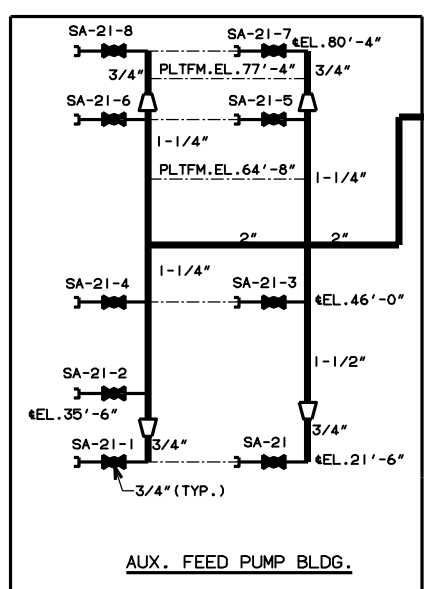 SA-21-8
SA-21-7 ℄EL.80'-4"
3/4" PLTFM.EL.77'-4" 3/4"
SA-21-6
SA-21-5
1-1/4"
PLTFM.EL.64'-8"
1-1/4"
2" 2"
1-1/4"
SA-21-4
SA-21-3
℄EL.46'-0"
1-1/2"
SA-21-2
℄EL.35'-6"
SA-21-1
3/4"
SA-21
3/4"
℄EL.21'-6"
3/4"(TYP.)
AUX. FEED PUMP BLDG.